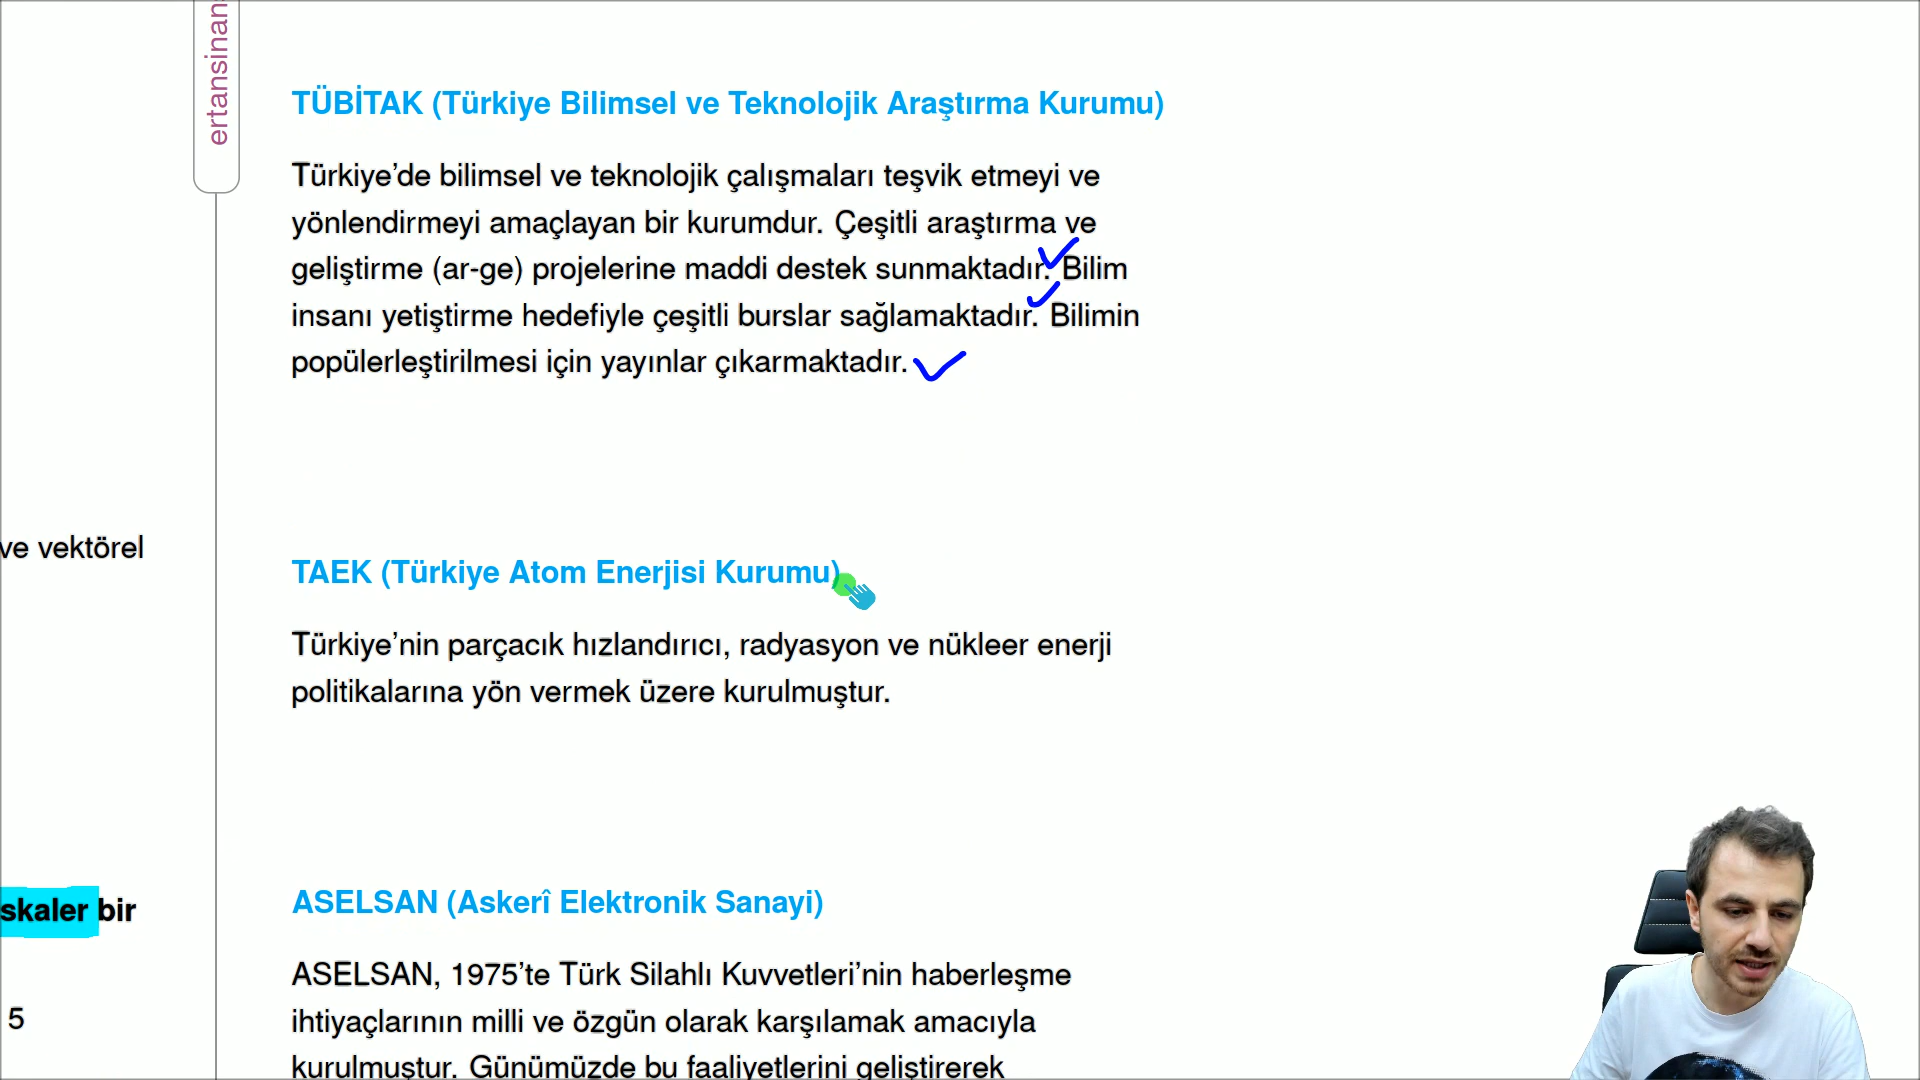 ertansinan
TÜBİTAK (Türkiye Bilimsel ve Teknolojik Araştırma Kurumu)
Türkiye’de bilimsel ve teknolojik çalışmaları teşvik etmeyi ve
yönlendirmeyi amaçlayan bir kurumdur. Çeşitli araştırma ve
geliştirme (ar-ge) projelerine maddi destek sunmaktadır. Bilim
insanı yetiştirme hedefiyle çeşitli burslar sağlamaktadır. Bilimin
popülerleştirilmesi için yayınlar çıkarmaktadır.
ve vektörel
TAEK (Türkiye Atom Enerjisi Kurumu)
Türkiye’nin parçacık hızlandırıcı, radyasyon ve nükleer enerji
politikalarına yön vermek üzere kurulmuştur.
skaler bir
ASELSAN (Askerî Elektronik Sanayi)
ASELSAN, 1975’te Türk Silahlı Kuvvetleri’nin haberleşme
5
ihtiyaçlarının milli ve özgün olarak karşılamak amacıyla
kurulmuştur. Günümüzde bu faaliyetlerini geliştirerek